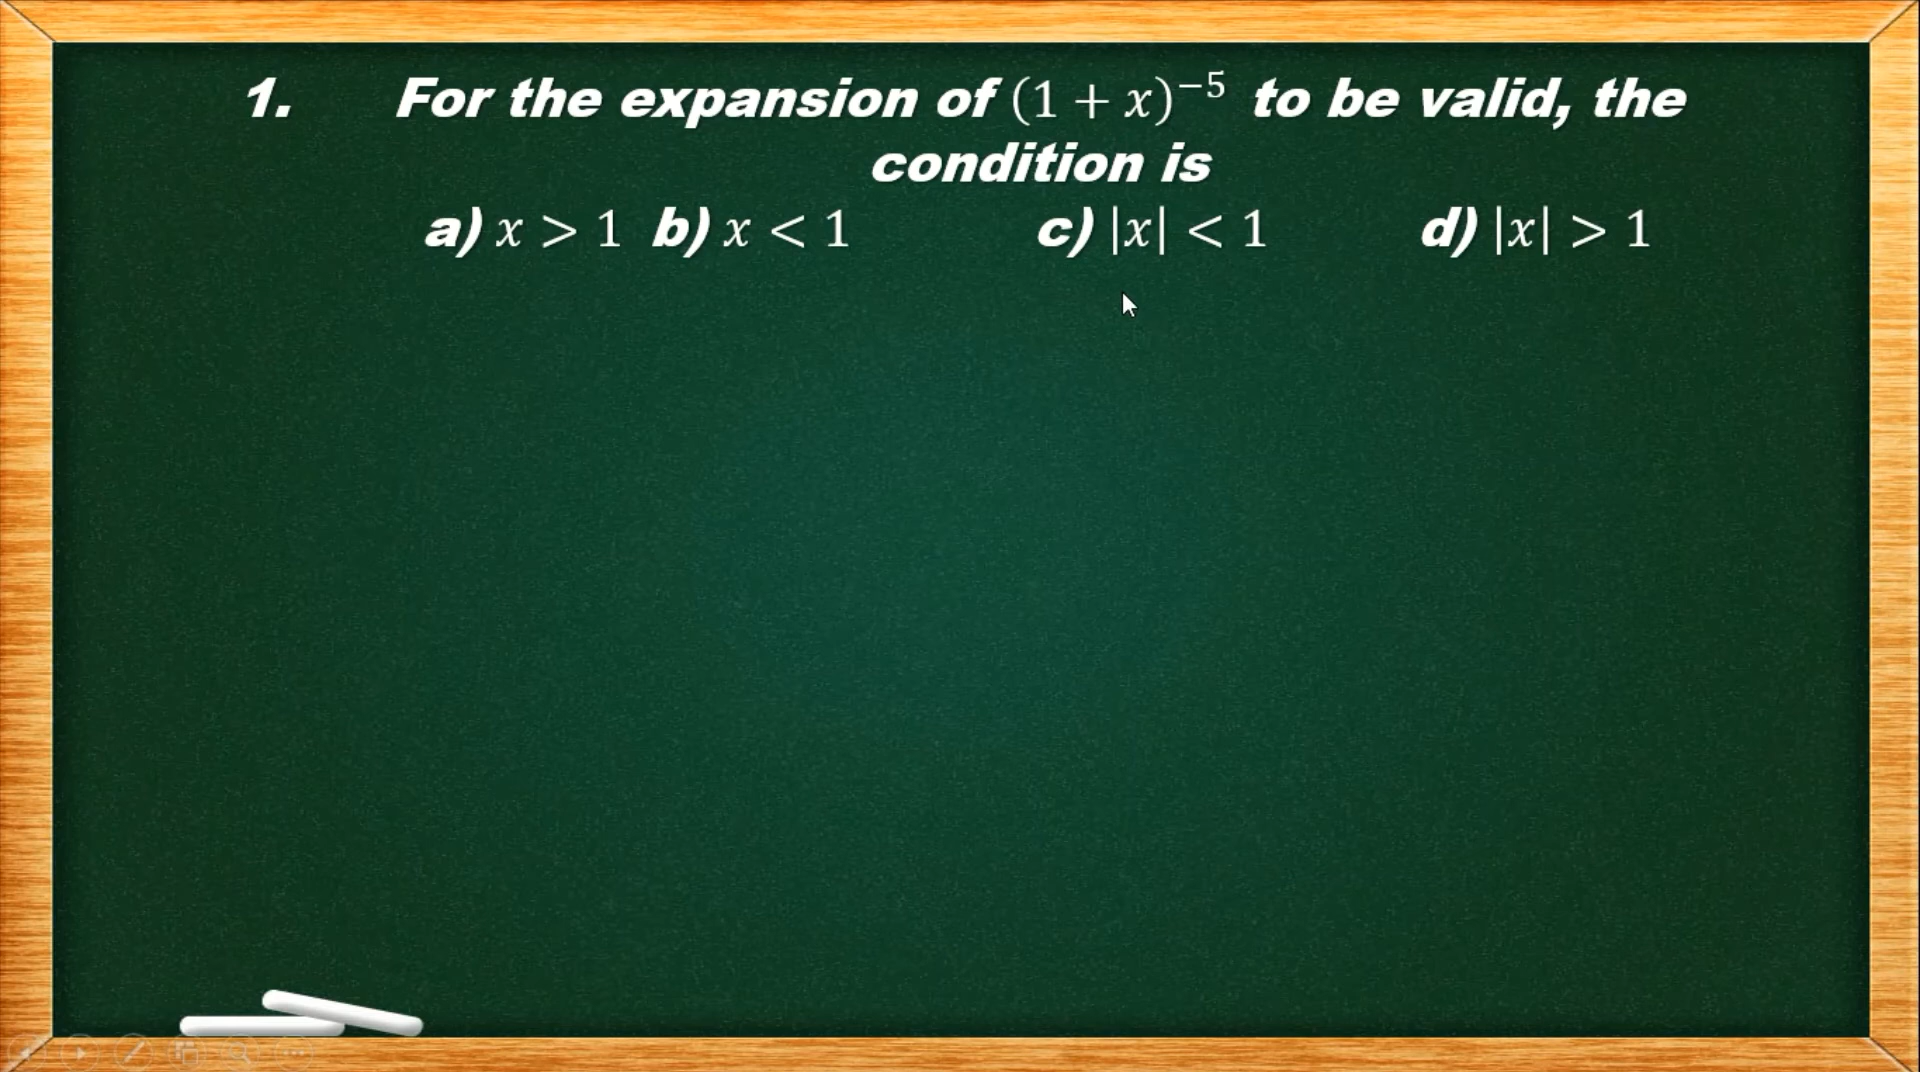 1. For the expansion of (1 + x)⁻⁵ to be valid, the
condition is
a) x > 1 b) x < 1 c) |x| < 1 d) |x| > 1